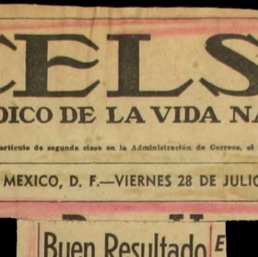 CELS
DICO DE LA VIDA NA
artículo de segunda clase en la Administración de Correos, el
MEXICO, D. F.—VIERNES 28 DE JULIO
Buen Resultado
E